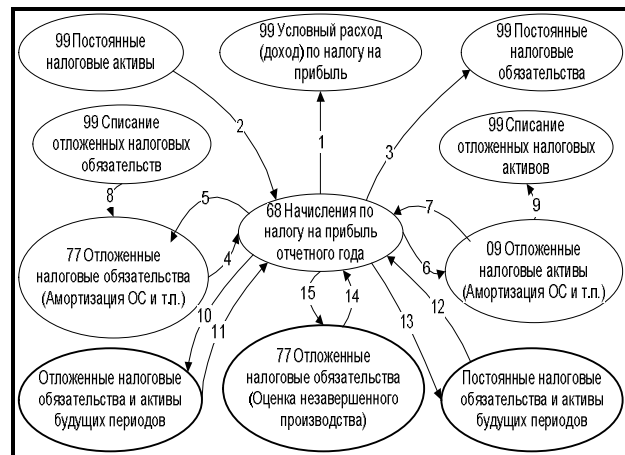 99 Постоянные
налоговые активы
99 Условный расход
(доход) по налогу на
прибыль
99 Постоянные
налоговые
обязательства
2
1
3
99 Списание
отложенных налоговых
обязательств
99 Списание
отложенных налоговых
активов
8
5
7
9
68 Начисления по
налогу на прибыль
отчетного года
77 Отложенные
налоговые обязательства
(Амортизация ОС и т.п.)
4
6
09 Отложенные
налоговые активы
(Амортизация ОС и т.п.)
10
11
15
14
13
12
Отложенные налоговые
обязательства и активы
будущих периодов
77 Отложенные
налоговые обязательства
(Оценка незавершенного
производства)
Постоянные налоговые
обязательства и активы
будущих периодов